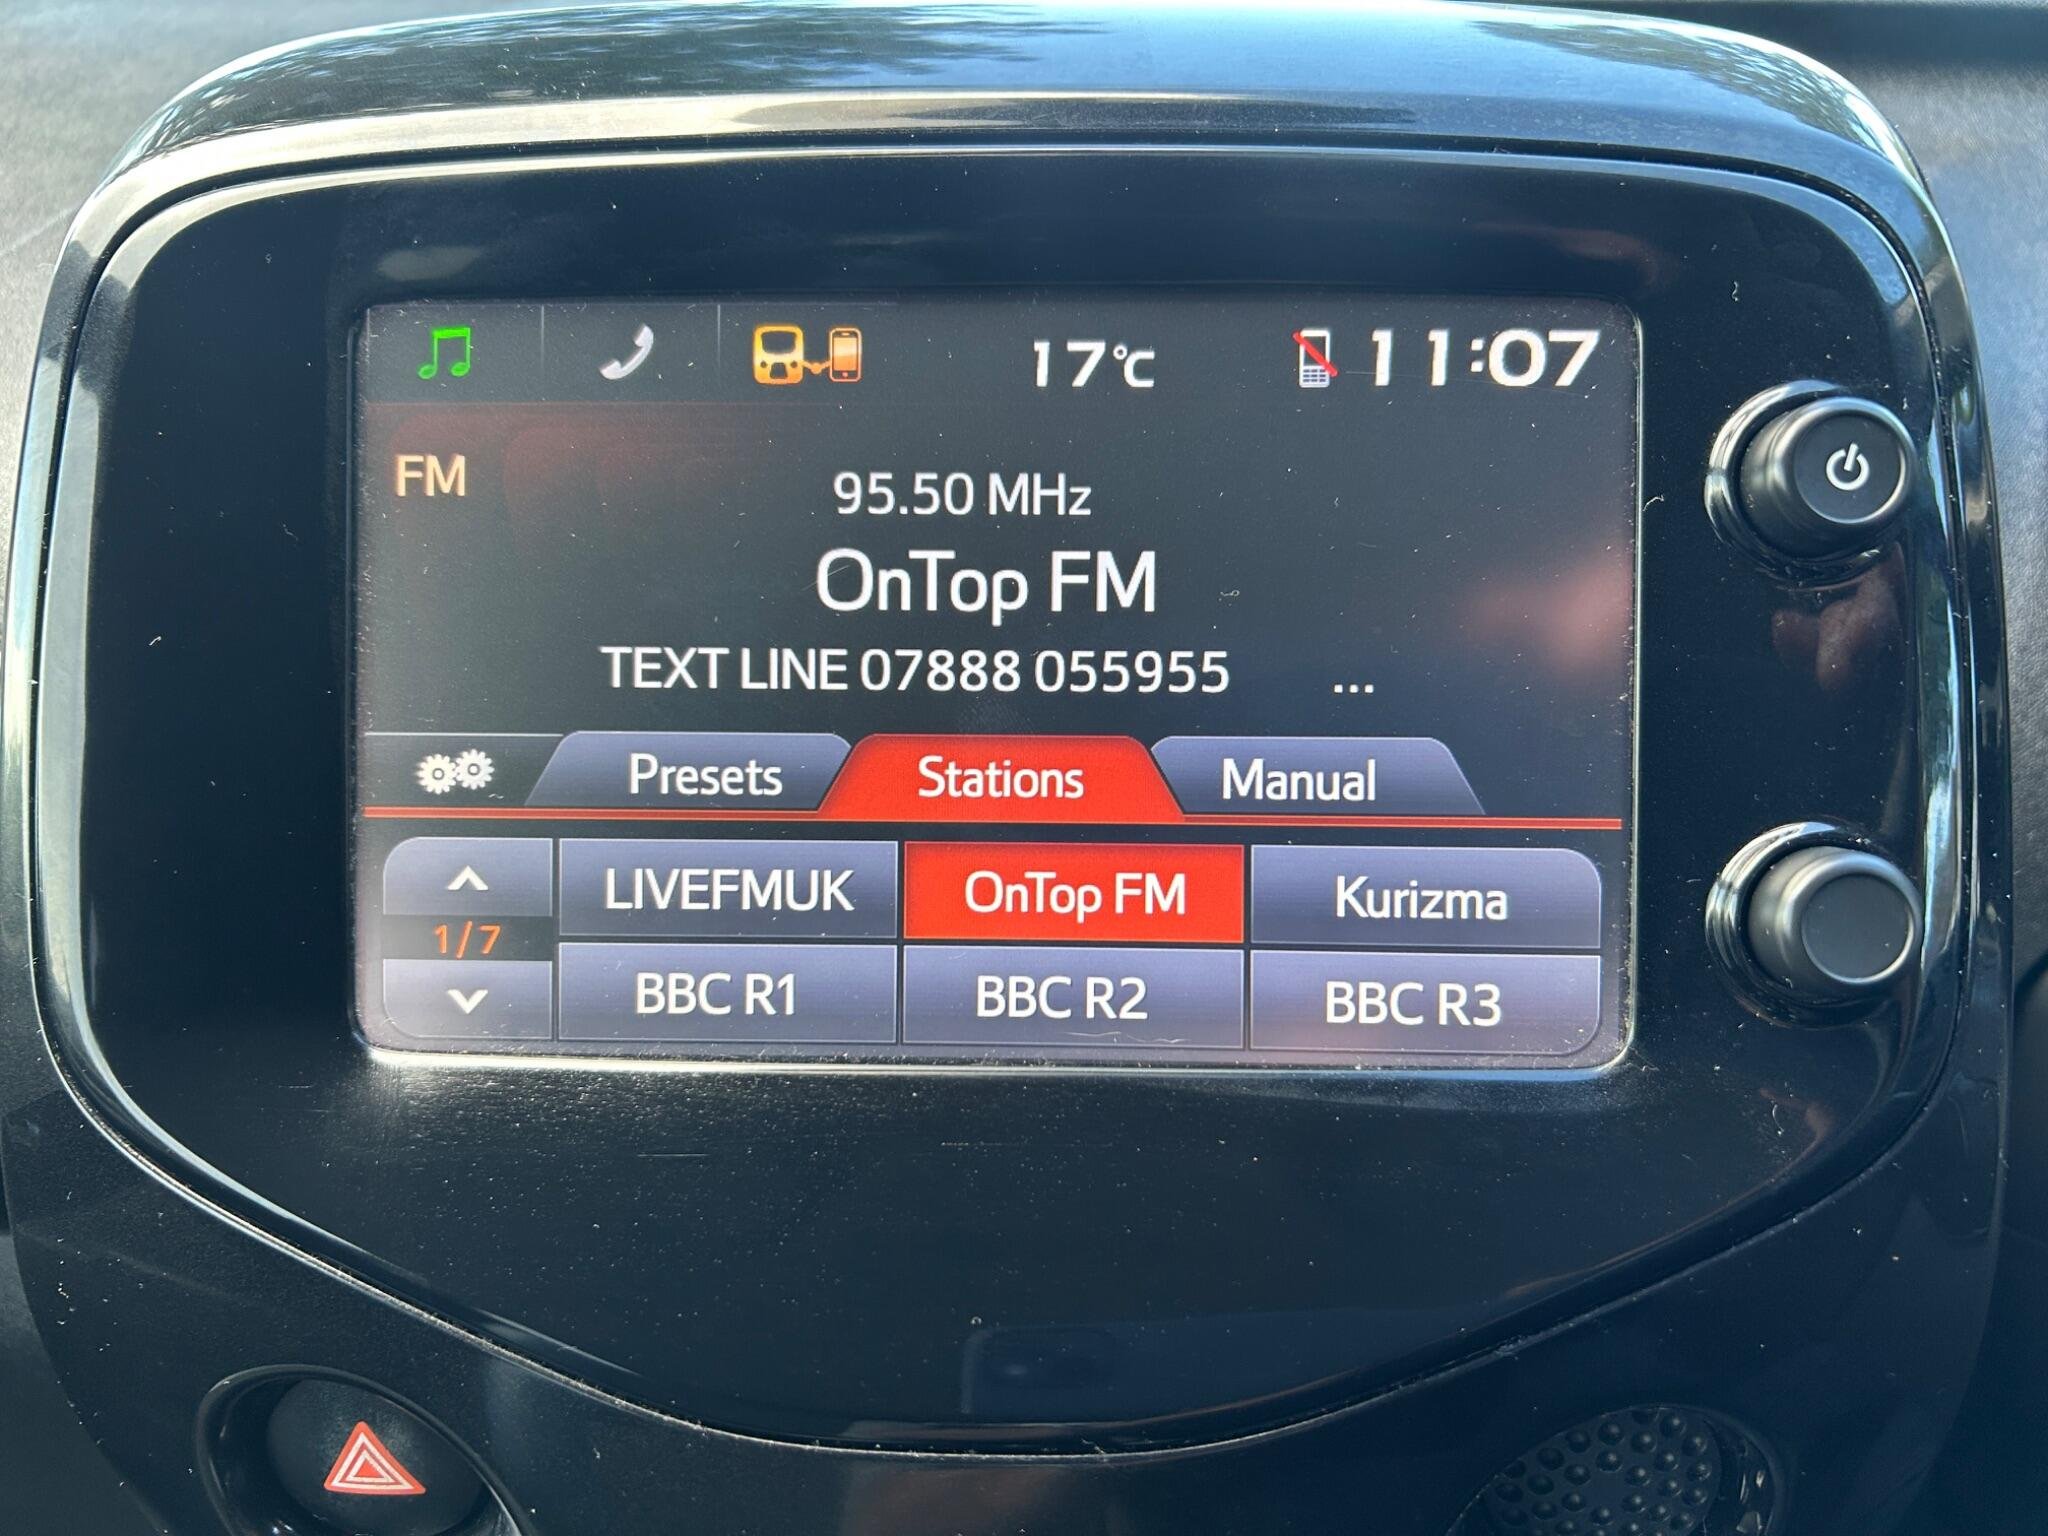 17℃ 11:07
FM
95.50 MHz
OnTop FM
TEXT LINE 07888 055955 ...
Presets Stations Manual
LIVEFMUK OnTop FM Kurizma
1/7
BBC R1 BBC R2 BBC R3